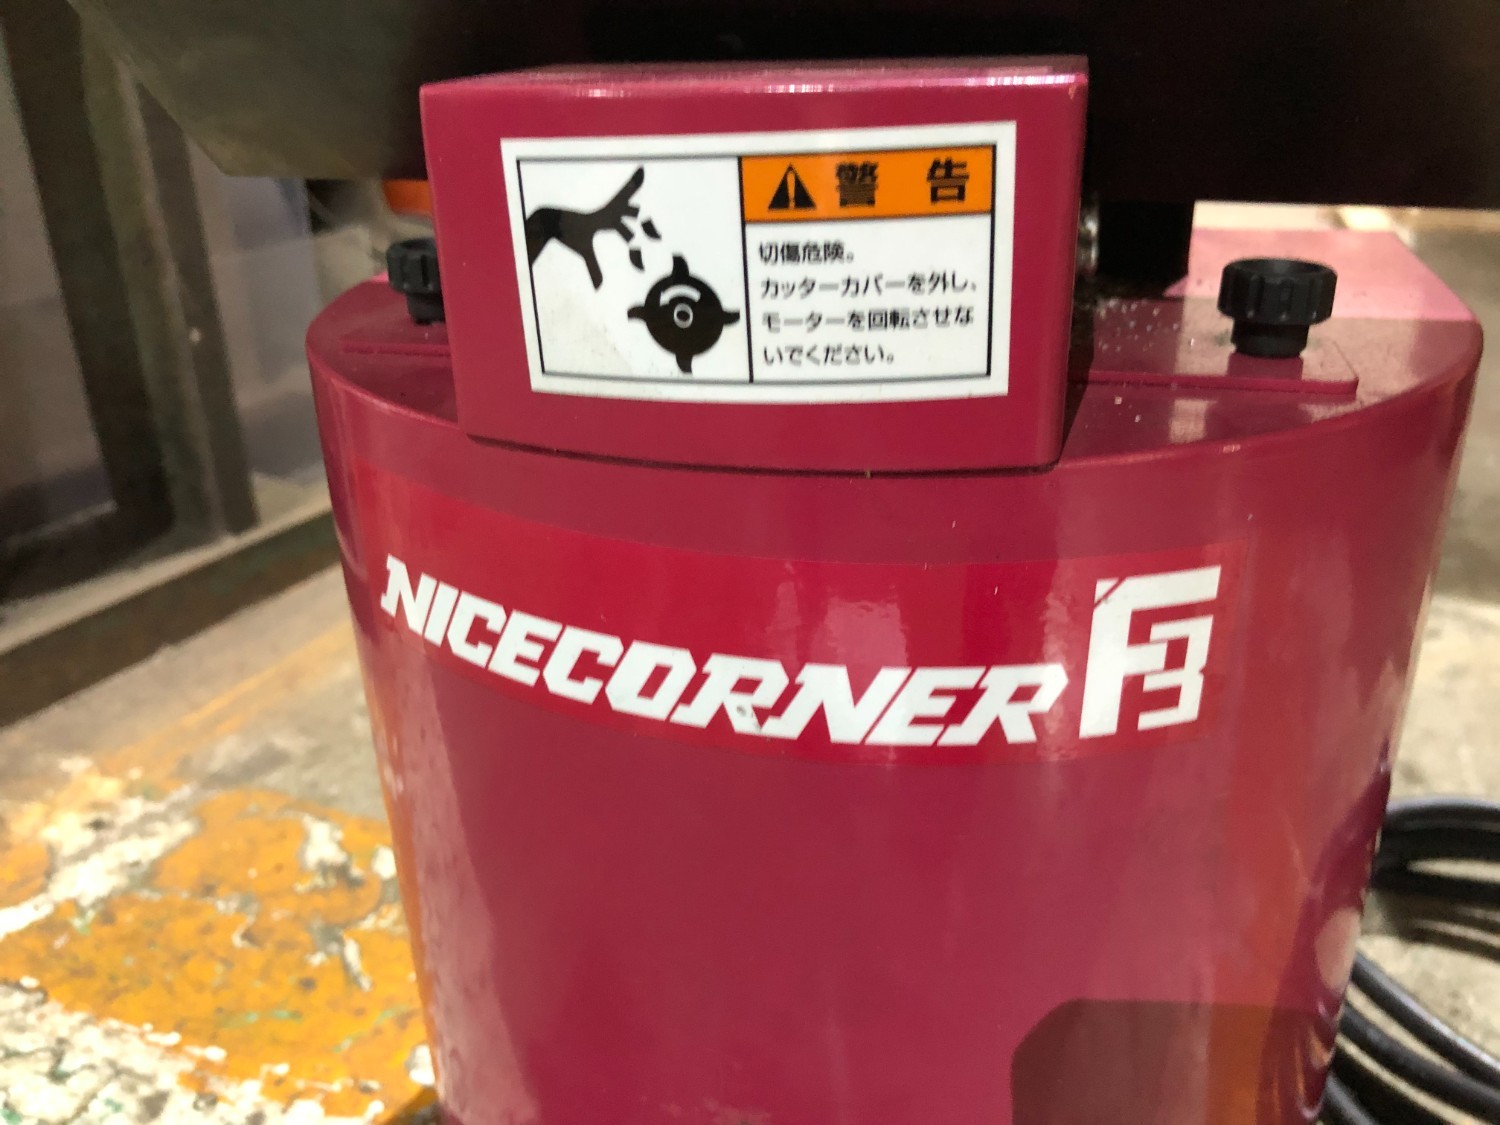 警告
切傷危険。
カッターカバーを外し、
モーターを回転させな
いでください。
NICECORNER F3